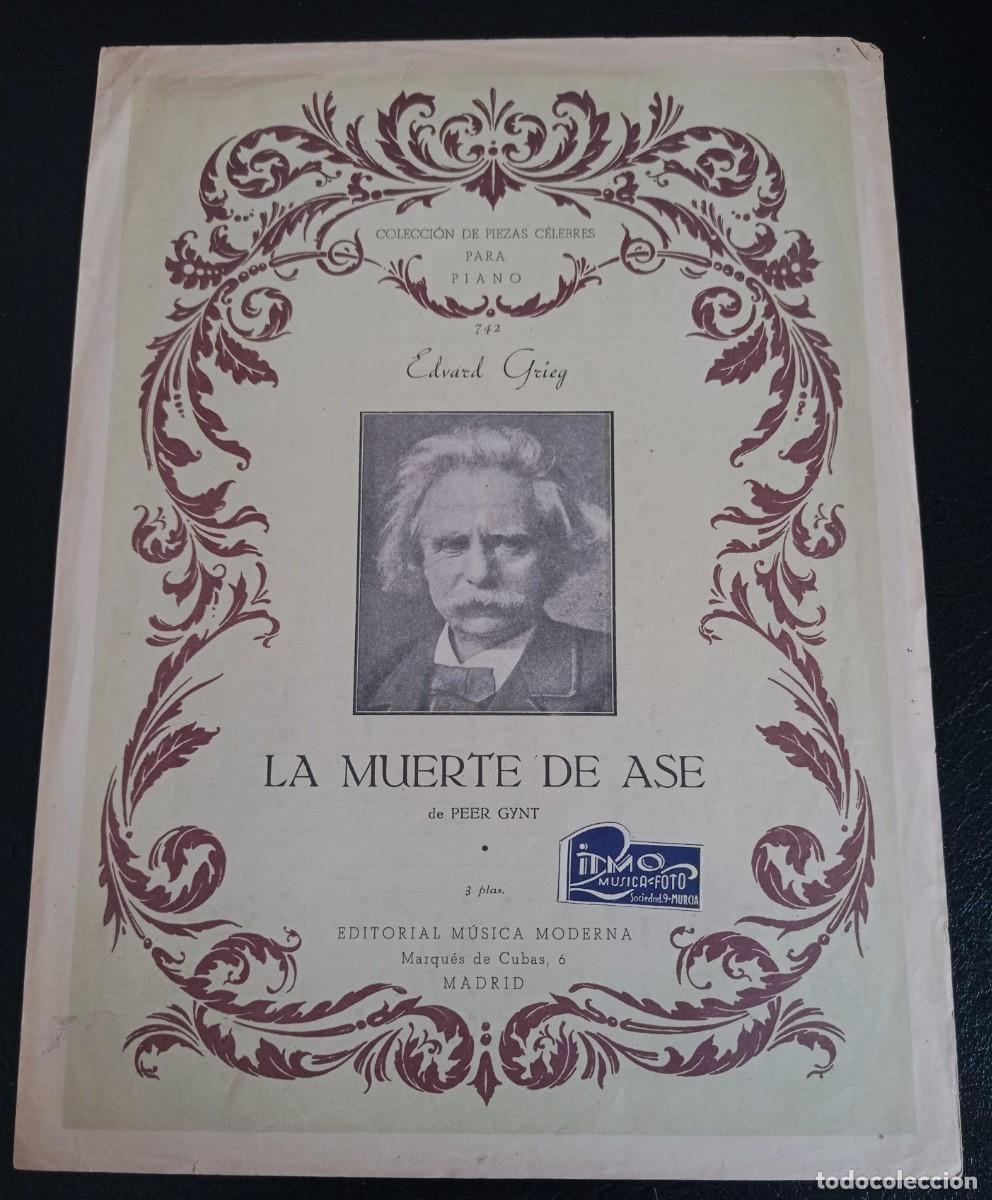 COLECCIÓN DE PIEZAS CÉLEBRES
PARA
PIANO
742
Edvard Grieg
LA MUERTE DE ASE
de PEER GYNT
3 ptas.
RITMO
MUSICA-FOTO
Sociedad, 9-MURCIA
EDITORIAL MÚSICA MODERNA
Marqués de Cubas, 6
MADRID
todocoleccion